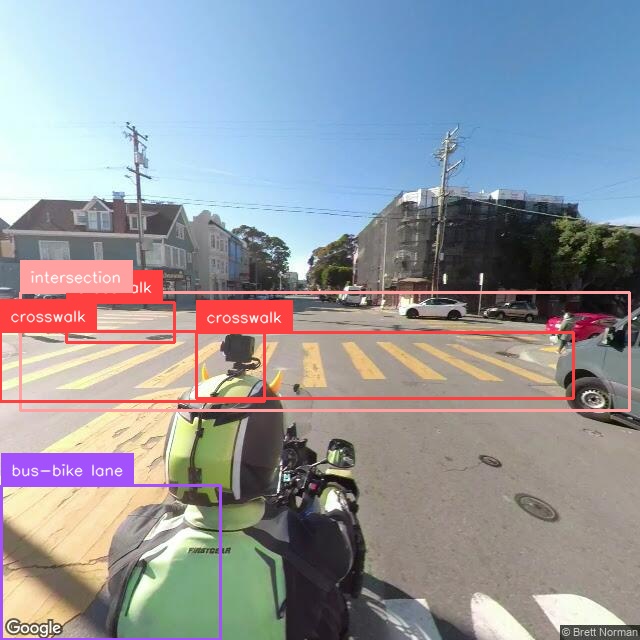 intersection
crosswalk
crosswalk
bus-bike lane
FIRSTGEAR
Google
© Brett Norman